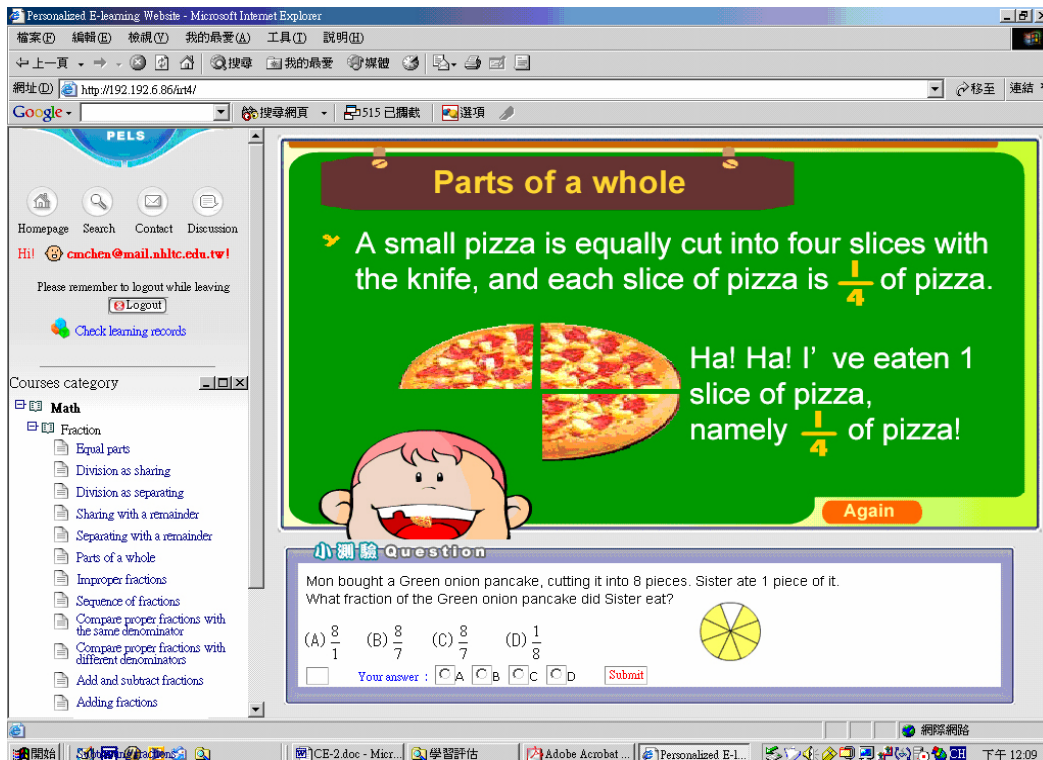 Personalized E-learning Website - Microsoft Internet Explorer
檔案(F) 編輯(E) 檢視(V) 我的最愛(A) 工具(T) 說明(H)
上一頁 搜尋 我的最愛 媒體
網址(D) http://192.192.6.86/irt4/ 移至 連結
Google 搜尋網頁 515 已攔截 選項
PELS
Homepage Search Contact Discussion
Hi! cmchen@mail.nhltc.edu.tw!
Please remember to logout while leaving
Logout
Check learning records
Courses category
Math
Fraction
Equal parts
Division as sharing
Division as separating
Sharing with a remainder
Separating with a remainder
Parts of a whole
Improper fractions
Sequence of fractions
Compare proper fractions with
the same denominator
Compare proper fractions with
different denominators
Add and subtract fractions
Adding fractions
Parts of a whole
A small pizza is equally cut into four slices with
the knife, and each slice of pizza is 1/4 of pizza.
Ha! Ha! I' ve eaten 1
slice of pizza,
namely 1/4 of pizza!
Again
小測驗 Question
Mon bought a Green onion pancake, cutting it into 8 pieces. Sister ate 1 piece of it.
What fraction of the Green onion pancake did Sister eat?
(A) 8/1 (B) 8/7 (C) 8/7 (D) 1/8
Your answer : A B C D Submit
網際網路
開始 CE-2.doc - Micr... 學習評估 Adobe Acrobat ... Personalized E-l... CH 下午 12:09